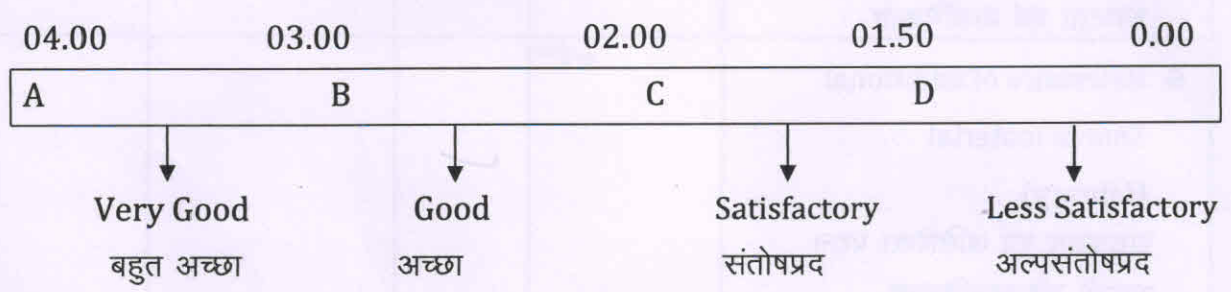 04.00 03.00 02.00 01.50 0.00
A B C D
Very Good Good Satisfactory Less Satisfactory
बहुत अच्छा अच्छा संतोषप्रद अल्पसंतोषप्रद